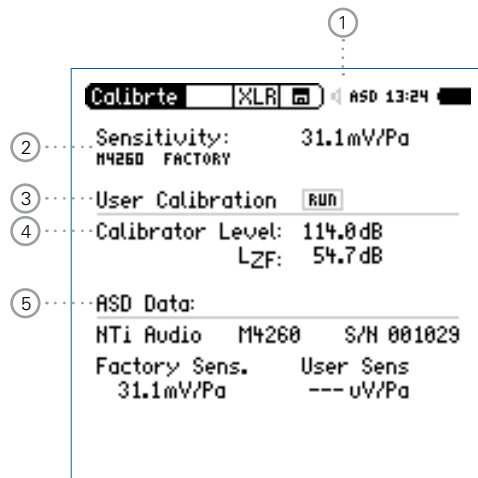 1
Calibrte XLR ASD 13:24
2 Sensitivity: 31.1mV/Pa
M4260 FACTORY
3 User Calibration RUN
4 Calibrator Level: 114.0dB
LZF: 54.7dB
5 ASD Data:
NTi Audio M4260 S/N 001029
Factory Sens. User Sens
31.1mV/Pa --- uV/Pa